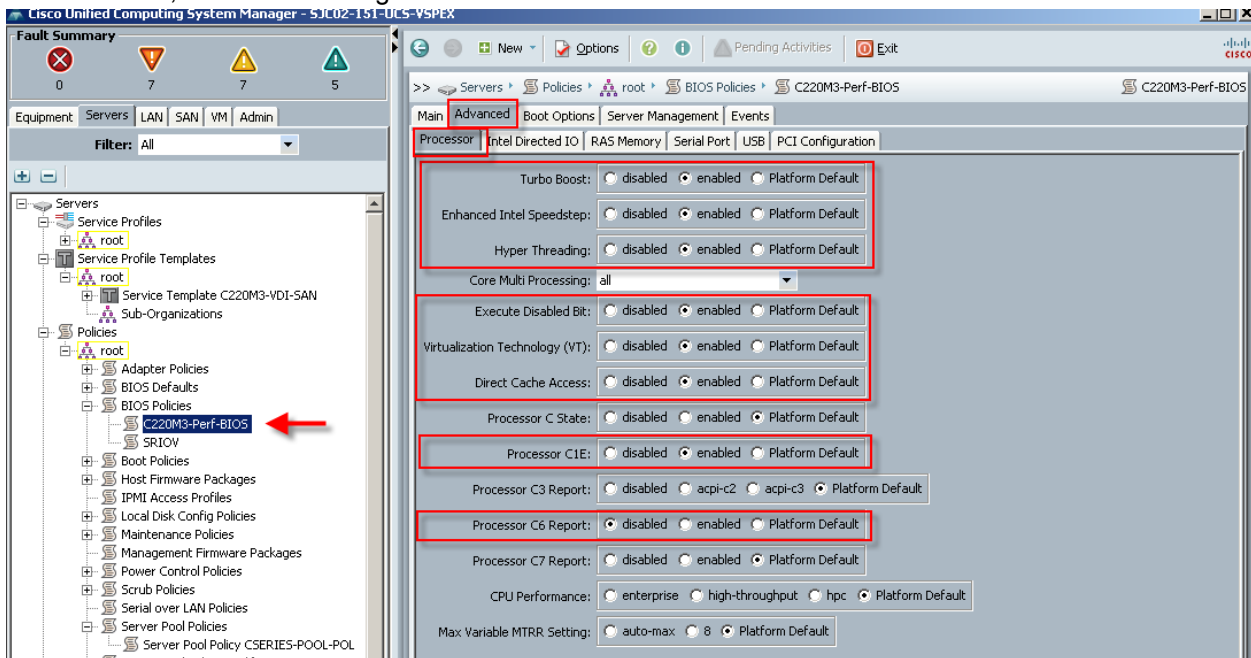 Cisco Unified Computing System Manager - SJC02-151-UCS-VSPEX
Fault Summary
0 7 7 5
New Options Pending Activities Exit
cisco
>> Servers Policies root BIOS Policies C220M3-Perf-BIOS C220M3-Perf-BIOS
Equipment Servers LAN SAN VM Admin
Filter: All
Servers
Service Profiles
root
Service Profile Templates
root
Service Template C220M3-VDI-SAN
Sub-Organizations
Policies
root
Adapter Policies
BIOS Defaults
BIOS Policies
C220M3-Perf-BIOS
SRIOV
Boot Policies
Host Firmware Packages
IPMI Access Profiles
Local Disk Config Policies
Maintenance Policies
Management Firmware Packages
Power Control Policies
Scrub Policies
Serial over LAN Policies
Server Pool Policies
Server Pool Policy CSERIES-POOL-POL
Main Advanced Boot Options Server Management Events
Processor Intel Directed IO RAS Memory Serial Port USB PCI Configuration
Turbo Boost: disabled enabled Platform Default
Enhanced Intel Speedstep: disabled enabled Platform Default
Hyper Threading: disabled enabled Platform Default
Core Multi Processing: all
Execute Disabled Bit: disabled enabled Platform Default
Virtualization Technology (VT): disabled enabled Platform Default
Direct Cache Access: disabled enabled Platform Default
Processor C State: disabled enabled Platform Default
Processor C1E: disabled enabled Platform Default
Processor C3 Report: disabled acpi-c2 acpi-c3 Platform Default
Processor C6 Report: disabled enabled Platform Default
Processor C7 Report: disabled enabled Platform Default
CPU Performance: enterprise high-throughput hpc Platform Default
Max Variable MTRR Setting: auto-max 8 Platform Default